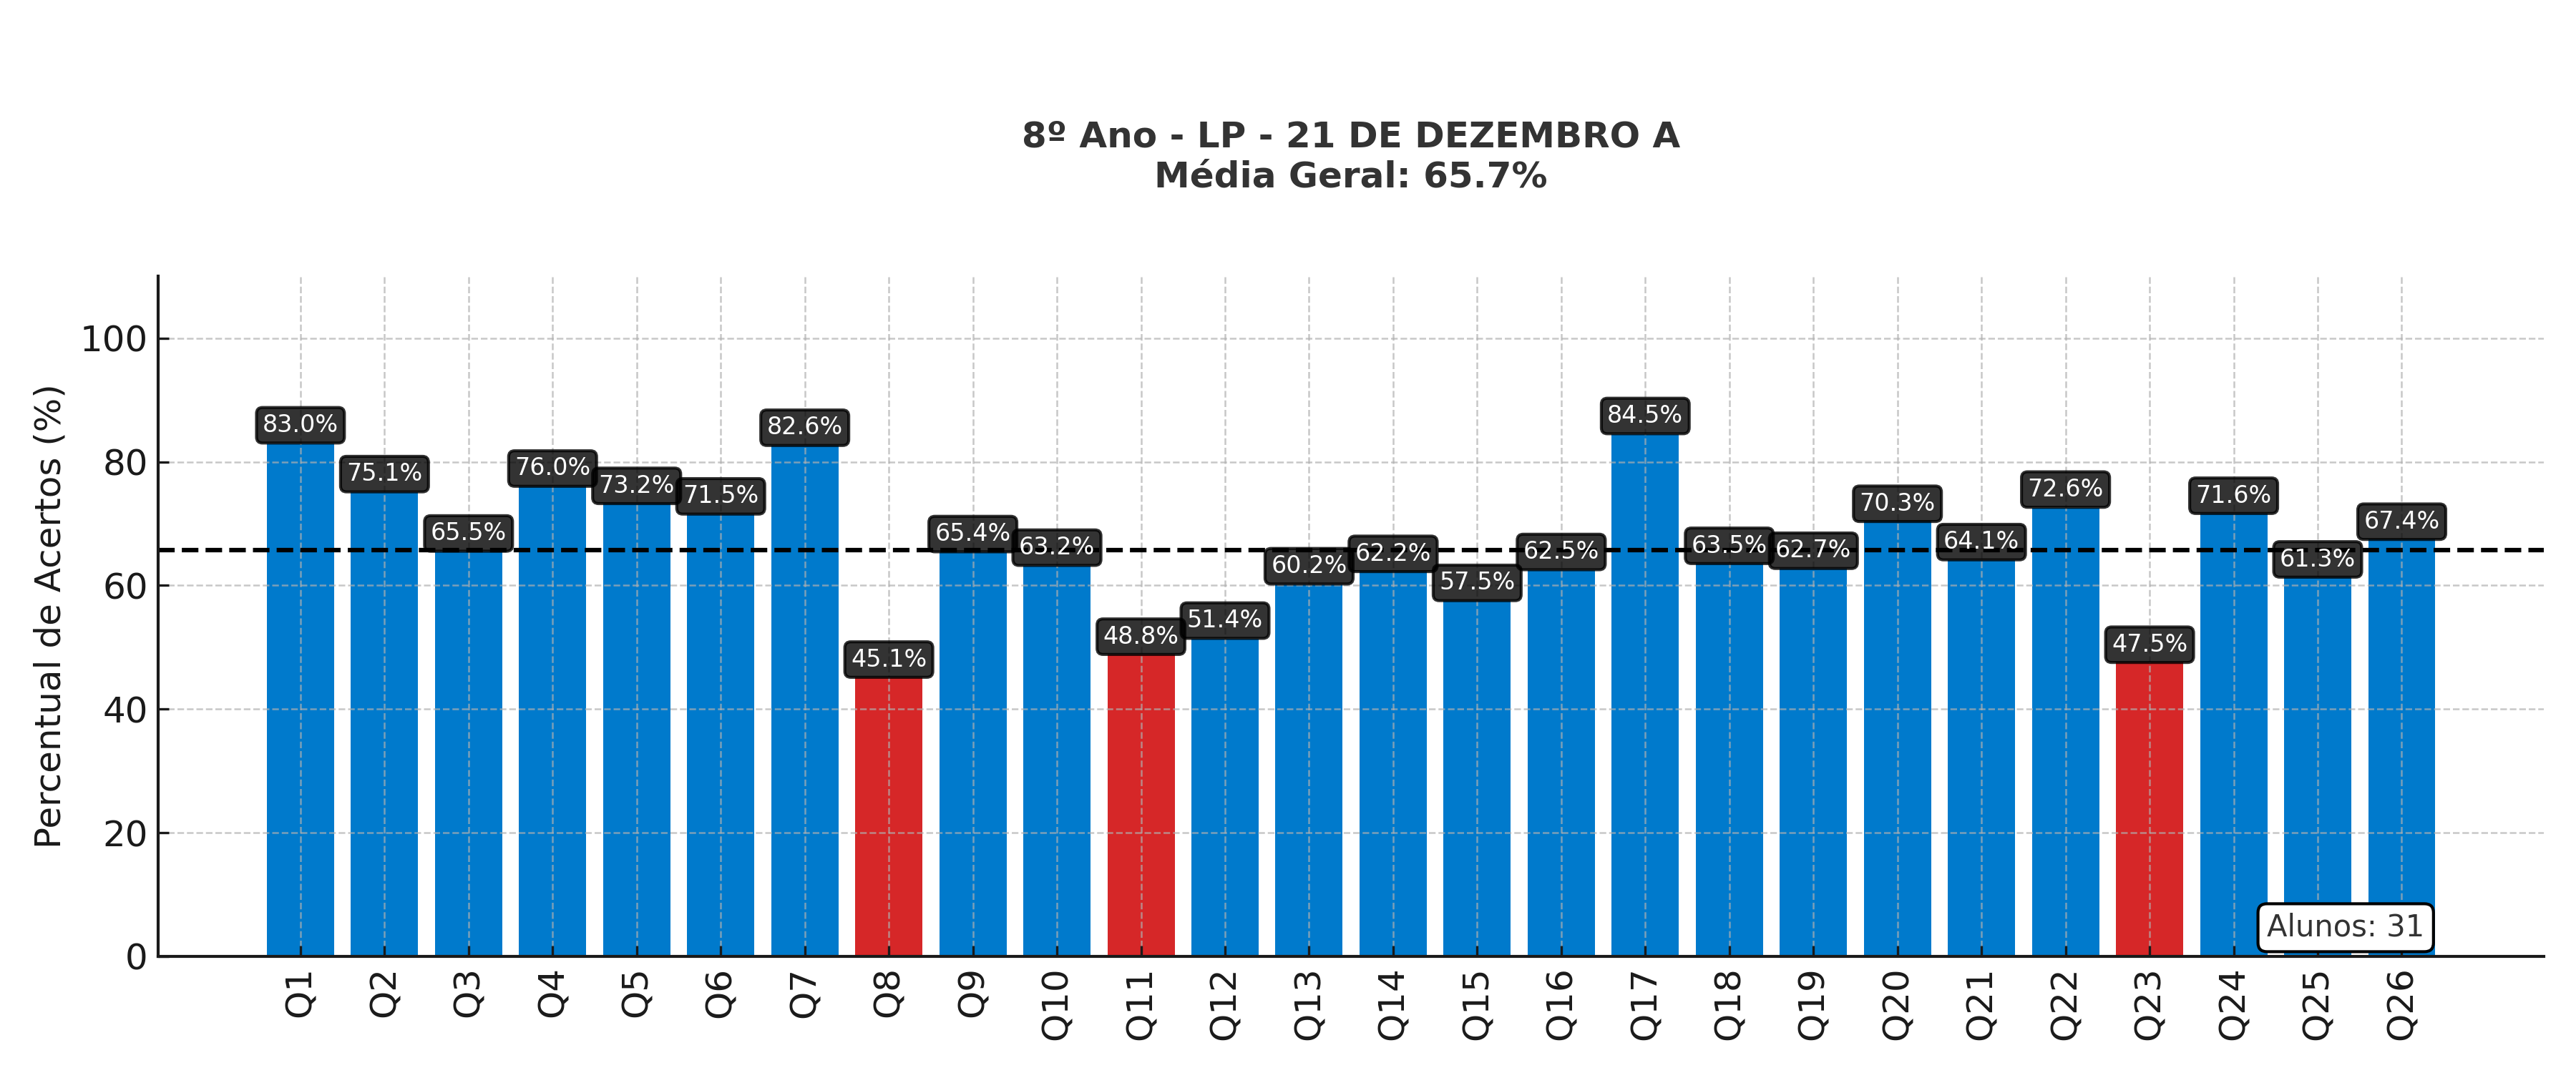 8º Ano - LP - 21 DE DEZEMBRO A
Média Geral: 65.7%
Percentual de Acertos (%)
100
80
60
40
20
0
83.0%
75.1%
65.5%
76.0%
73.2%
71.5%
82.6%
45.1%
65.4%
63.2%
48.8%
51.4%
60.2%
62.2%
57.5%
62.5%
84.5%
63.5%
62.7%
70.3%
64.1%
72.6%
47.5%
71.6%
61.3%
67.4%
Alunos: 31
Q1
Q2
Q3
Q4
Q5
Q6
Q7
Q8
Q9
Q10
Q11
Q12
Q13
Q14
Q15
Q16
Q17
Q18
Q19
Q20
Q21
Q22
Q23
Q24
Q25
Q26